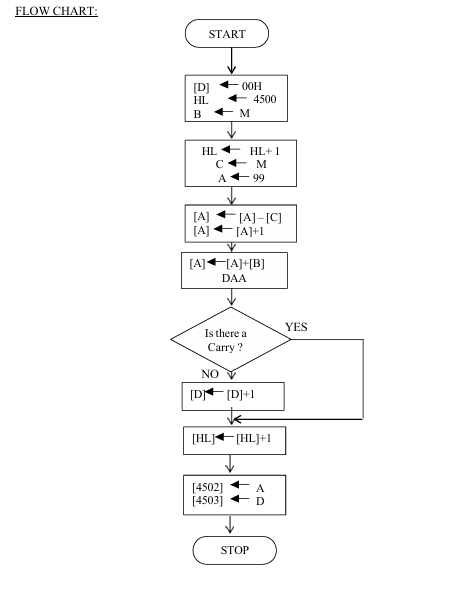 FLOW CHART:
START
[D] ← 00H
HL ← 4500
B ← M
HL ← HL+ 1
C ← M
A ← 99
[A] ← [A] – [C]
[A] ← [A]+1
[A] ← [A]+[B]
DAA
YES
Is there a
Carry ?
NO
[D] ← [D]+1
[HL] ← [HL]+1
[4502] ← A
[4503] ← D
STOP